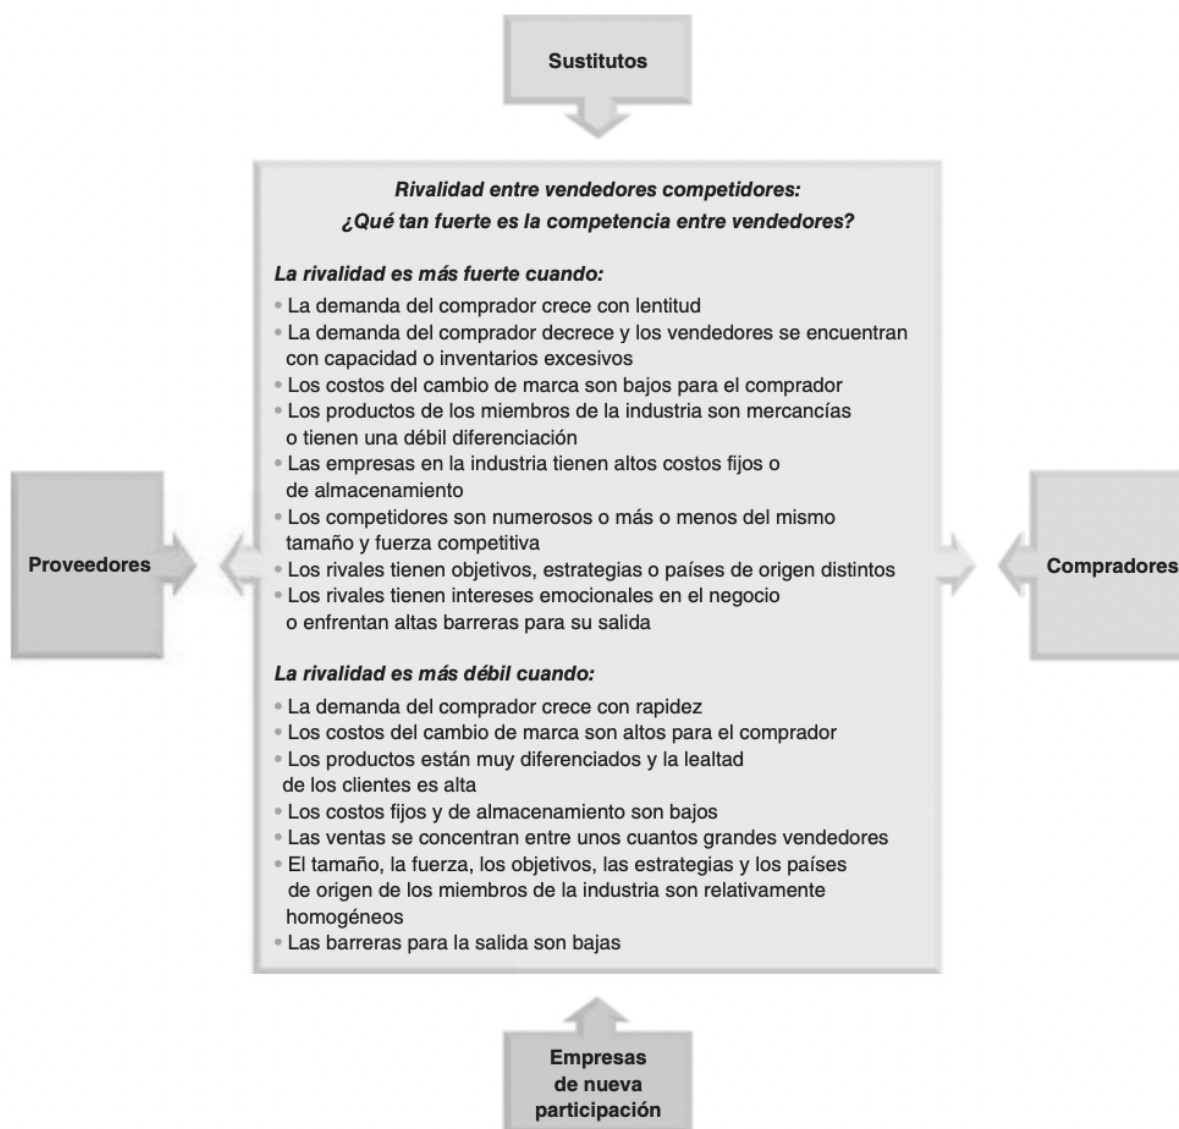 Sustitutos
Rivalidad entre vendedores competidores:
¿Qué tan fuerte es la competencia entre vendedores?
La rivalidad es más fuerte cuando:
• La demanda del comprador crece con lentitud
• La demanda del comprador decrece y los vendedores se encuentran
con capacidad o inventarios excesivos
• Los costos del cambio de marca son bajos para el comprador
• Los productos de los miembros de la industria son mercancías
o tienen una débil diferenciación
• Las empresas en la industria tienen altos costos fijos o
de almacenamiento
• Los competidores son numerosos o más o menos del mismo
tamaño y fuerza competitiva
• Los rivales tienen objetivos, estrategias o países de origen distintos
• Los rivales tienen intereses emocionales en el negocio
o enfrentan altas barreras para su salida
La rivalidad es más débil cuando:
• La demanda del comprador crece con rapidez
• Los costos del cambio de marca son altos para el comprador
• Los productos están muy diferenciados y la lealtad
de los clientes es alta
• Los costos fijos y de almacenamiento son bajos
• Las ventas se concentran entre unos cuantos grandes vendedores
• El tamaño, la fuerza, los objetivos, las estrategias y los países
de origen de los miembros de la industria son relativamente
homogéneos
• Las barreras para la salida son bajas
Proveedores
Compradores
Empresas
de nueva
participación